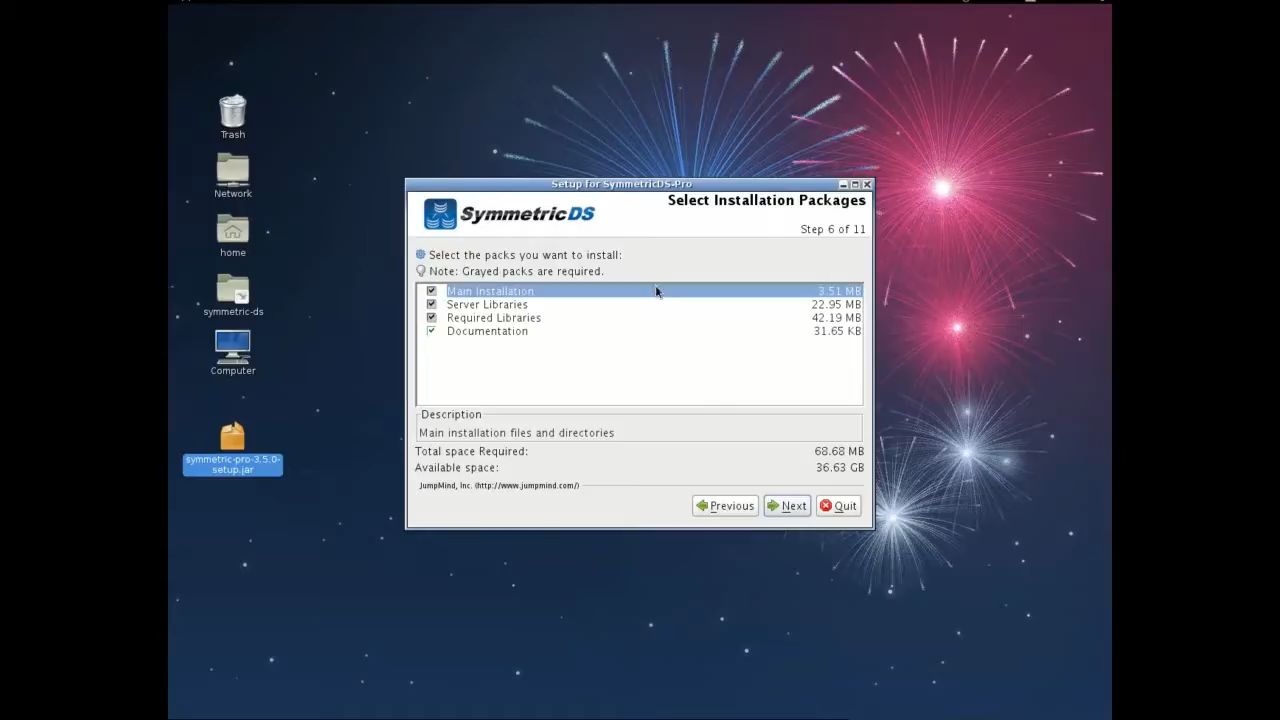 Trash
Network
home
symmetric-ds
Computer
symmetric-pro-3.5.0-
setup.jar
Setup for SymmetricDS-Pro
SymmetricDS
Select Installation Packages
Step 6 of 11
Select the packs you want to install:
Note: Grayed packs are required.
Main Installation 3.51 MB
Server Libraries 22.95 MB
Required Libraries 42.19 MB
Documentation 31.65 KB
Description
Main installation files and directories
Total space Required: 68.68 MB
Available space: 36.63 GB
JumpMind, Inc. (http://www.jumpmind.com/)
Previous Next Quit